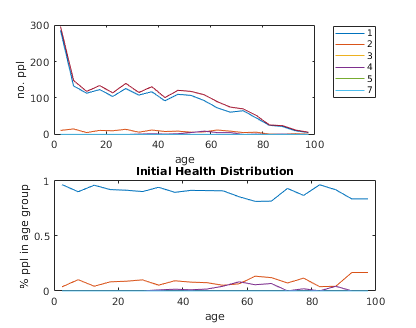 300
200
100
0
no. ppl
0 20 40 60 80 100
age
1
2
3
4
5
7
Initial Health Distribution
1
0.5
0
% ppl in age group
0 20 40 60 80 100
age